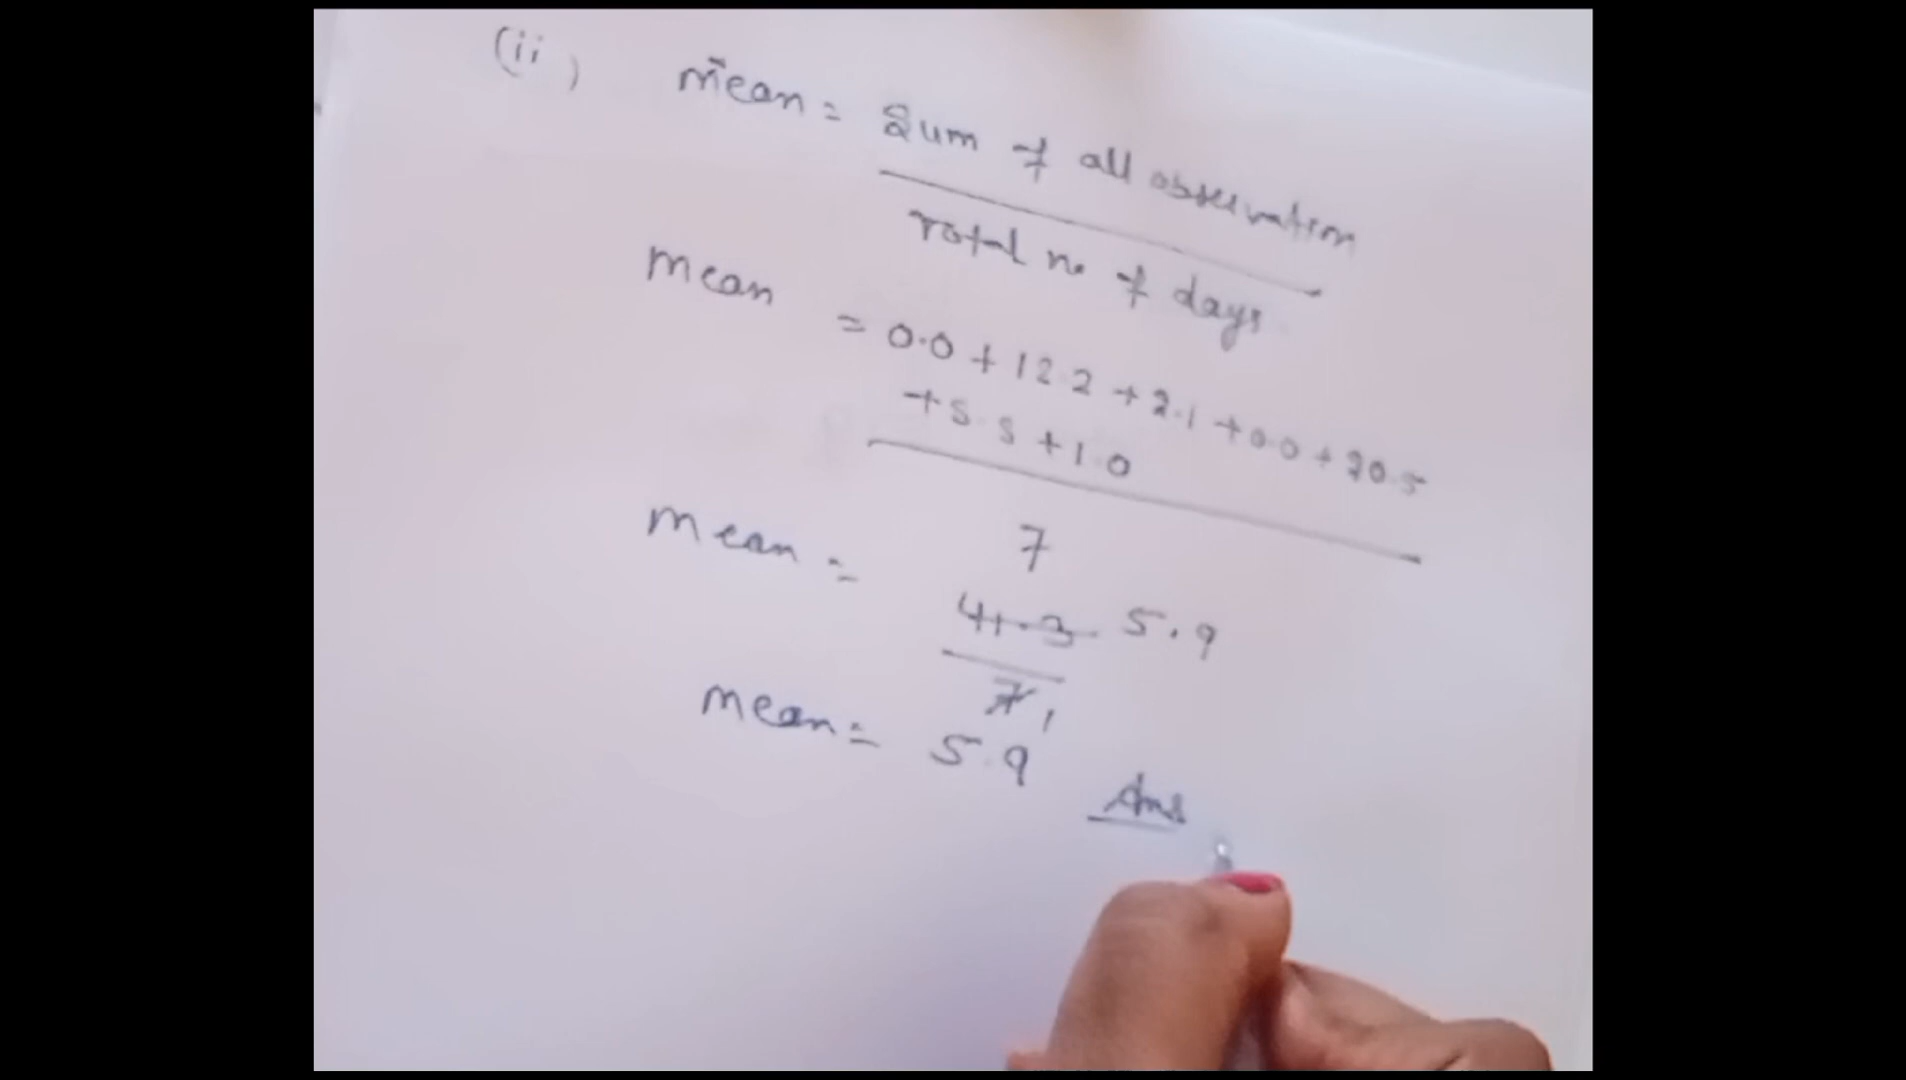 (ii) mean = Sum of all observation
Total no of days
mean = 0.0 + 12.2 + 2.1 + 0.0 + 20.5
+ 5.5 + 1.0
7
mean = 41.3 5.9
7 1
mean = 5.9 Ans